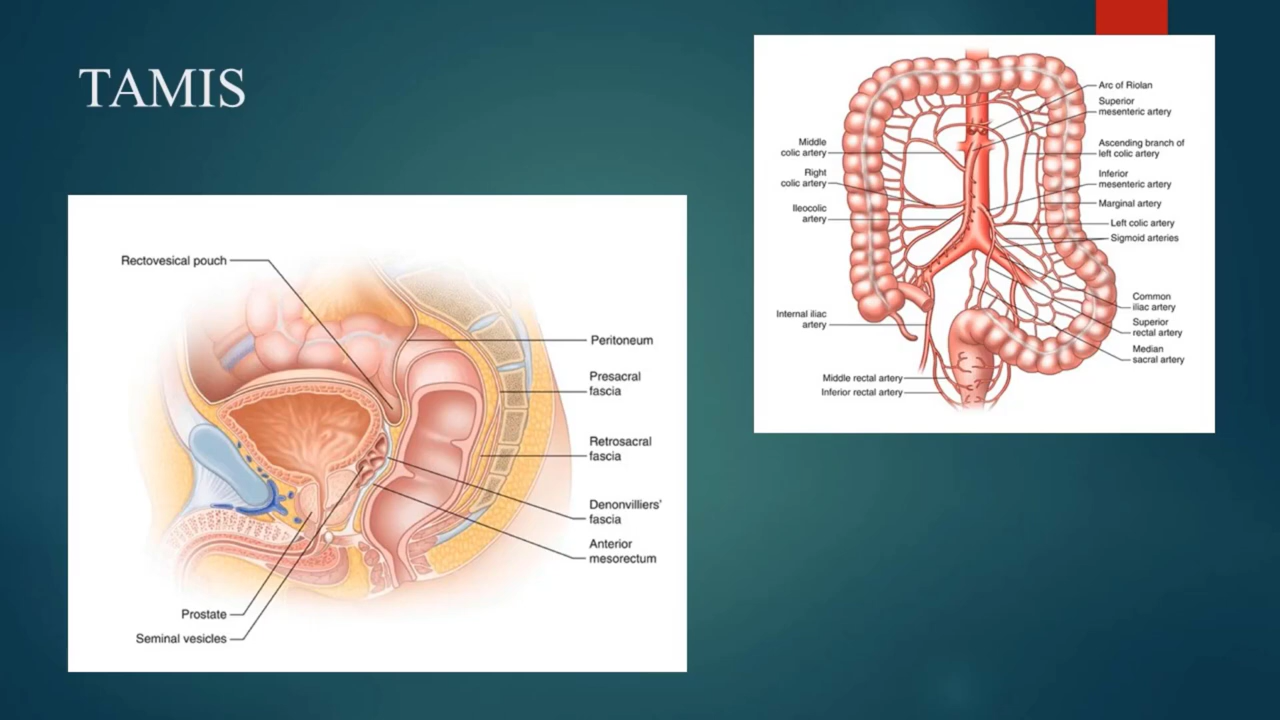 TAMIS
Rectovesical pouch
Peritoneum
Presacral
fascia
Retrosacral
fascia
Denonvilliers'
fascia
Anterior
mesorectum
Prostate
Seminal vesicles
Arc of Riolan
Superior
mesenteric artery
Ascending branch of
left colic artery
Inferior
mesenteric artery
Marginal artery
Left colic artery
Sigmoid arteries
Common
iliac artery
Superior
rectal artery
Median
sacral artery
Middle
colic artery
Right
colic artery
Ileocolic
artery
Internal iliac
artery
Middle rectal artery
Inferior rectal artery